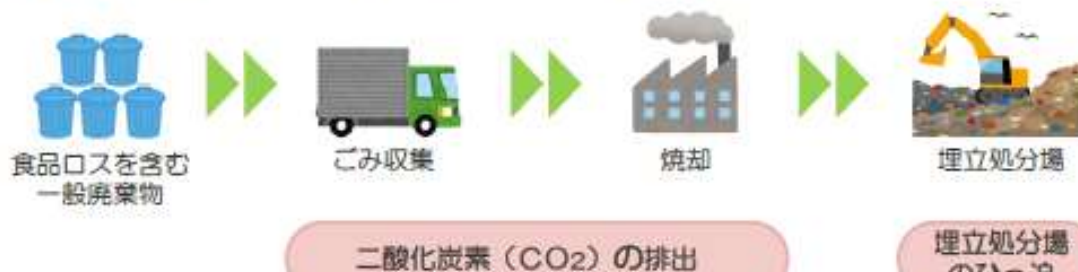 食品ロスを含む
一般廃棄物
ごみ収集
焼却
埋立処分場
二酸化炭素（CO2）の排出
埋立処分場